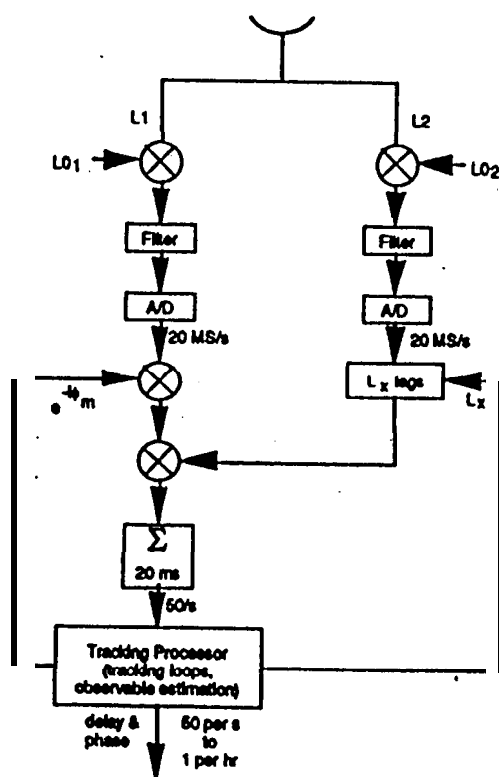 L1
L2
LO1
LO2
Filter
Filter
A/D
A/D
20 MS/s
20 MS/s
e-iφm
Lx lags
Lx
Σ
20 ms
50/s
Tracking Processor
(tracking loops,
observable estimation)
delay &
phase
50 per s
to
1 per hr